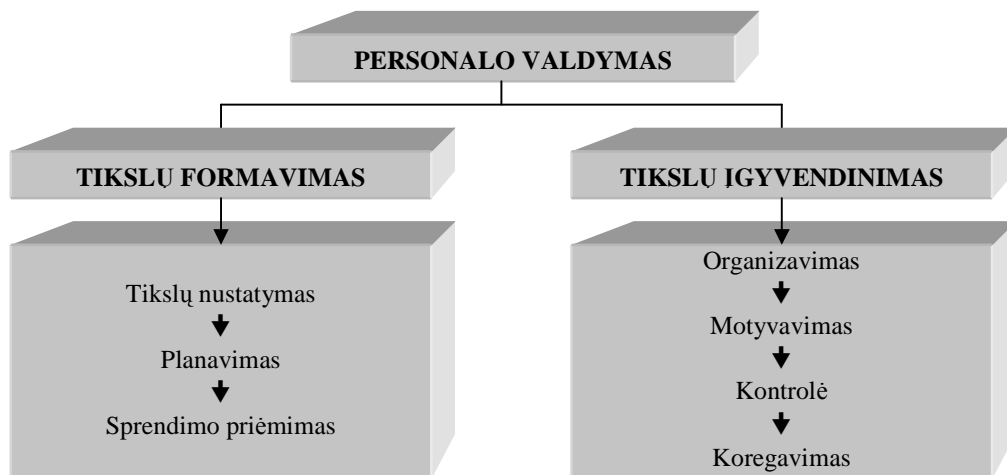 PERSONALO VALDYMAS
TIKSLŲ FORMAVIMAS
TIKSLŲ ĮGYVENDINIMAS
Tikslų nustatymas
Planavimas
Sprendimo priėmimas
Organizavimas
Motyvavimas
Kontrolė
Koregavimas